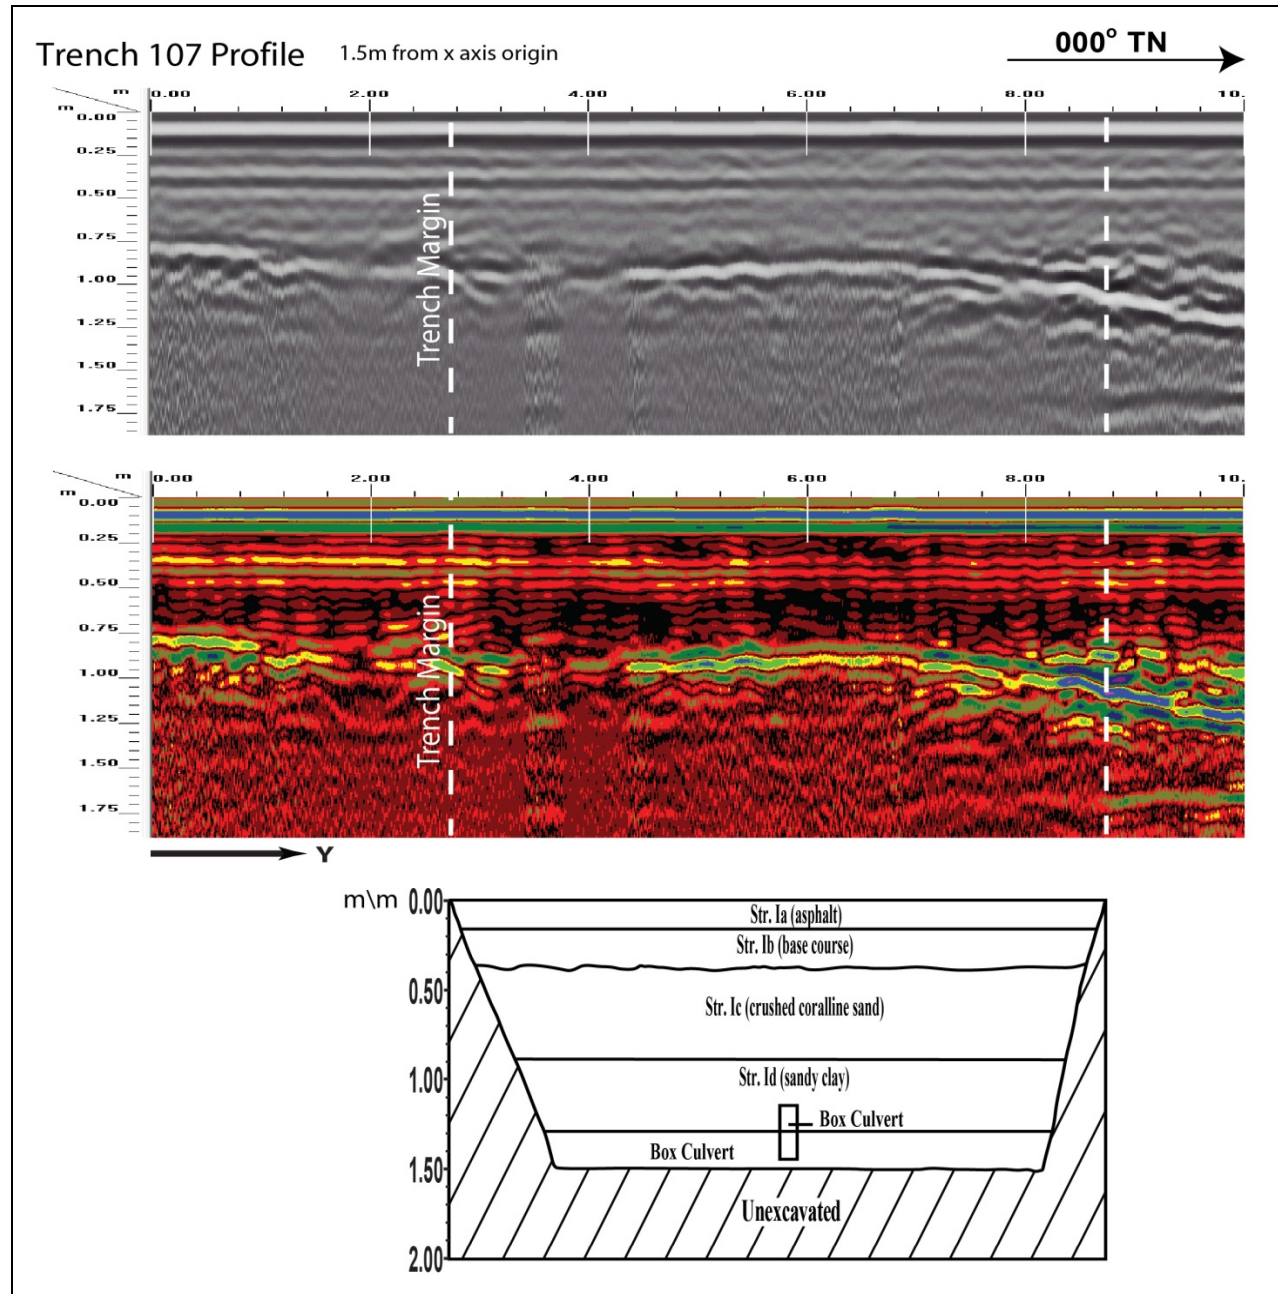 Trench 107 Profile 1.5m from x axis origin 000° TN
m 0.00 2.00 4.00 6.00 8.00 10.
m
0.00
0.25
0.50
0.75
1.00
1.25
1.50
1.75
Trench Margin
m 0.00 2.00 4.00 6.00 8.00 10.
m
0.00
0.25
0.50
0.75
1.00
1.25
1.50
1.75
Trench Margin
Y
m\m 0.00
Str. Ia (asphalt)
Str. Ib (base course)
0.50
Str. Ic (crushed coralline sand)
1.00
Str. Id (sandy clay)
Box Culvert
Box Culvert
1.50
Unexcavated
2.00